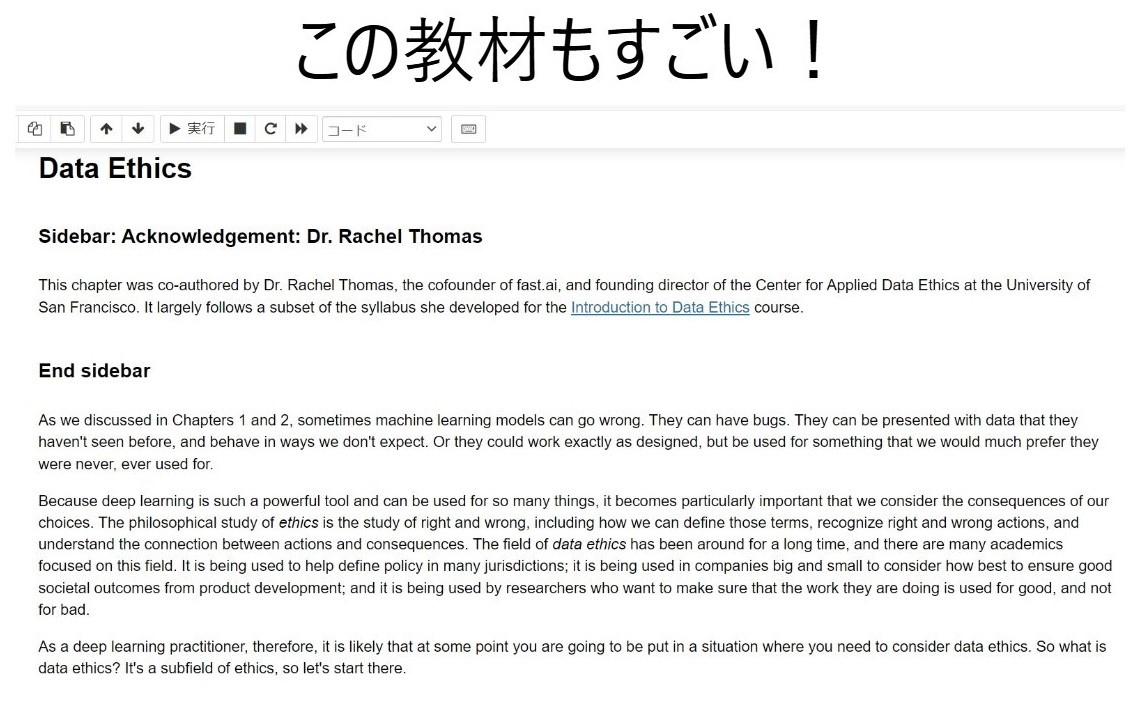 この教材もすごい！
実行
コード
Data Ethics
Sidebar: Acknowledgement: Dr. Rachel Thomas
This chapter was co-authored by Dr. Rachel Thomas, the cofounder of fast.ai, and founding director of the Center for Applied Data Ethics at the University of
San Francisco. It largely follows a subset of the syllabus she developed for the Introduction to Data Ethics course.
End sidebar
As we discussed in Chapters 1 and 2, sometimes machine learning models can go wrong. They can have bugs. They can be presented with data that they
haven't seen before, and behave in ways we don't expect. Or they could work exactly as designed, but be used for something that we would much prefer they
were never, ever used for.
Because deep learning is such a powerful tool and can be used for so many things, it becomes particularly important that we consider the consequences of our
choices. The philosophical study of ethics is the study of right and wrong, including how we can define those terms, recognize right and wrong actions, and
understand the connection between actions and consequences. The field of data ethics has been around for a long time, and there are many academics
focused on this field. It is being used to help define policy in many jurisdictions; it is being used in companies big and small to consider how best to ensure good
societal outcomes from product development; and it is being used by researchers who want to make sure that the work they are doing is used for good, and not
for bad.
As a deep learning practitioner, therefore, it is likely that at some point you are going to be put in a situation where you need to consider data ethics. So what is
data ethics? It's a subfield of ethics, so let's start there.